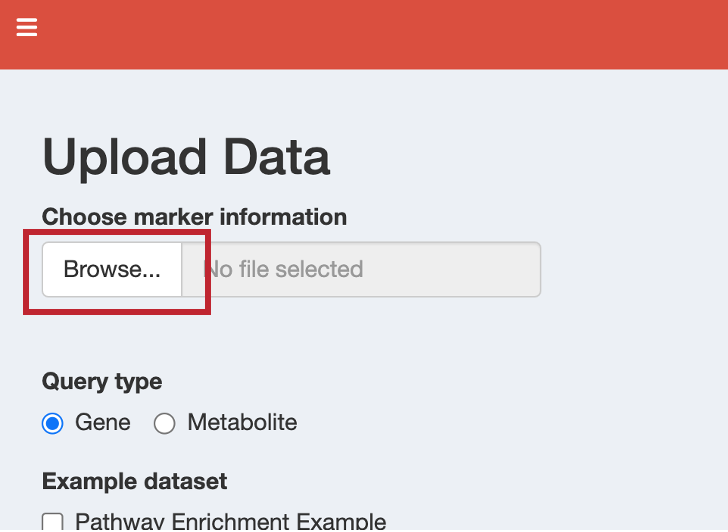 Upload Data
Choose marker information
Browse... No file selected
Query type
Gene Metabolite
Example dataset
Pathway Enrichment Example